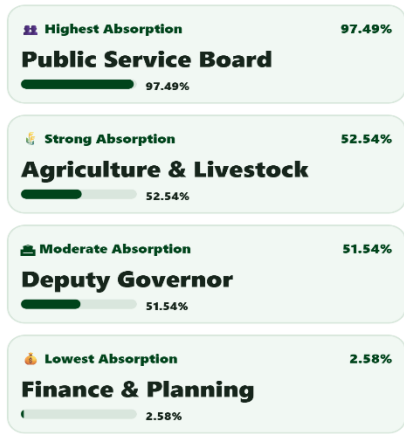 Highest Absorption 97.49%
Public Service Board
97.49%
Strong Absorption 52.54%
Agriculture & Livestock
52.54%
Moderate Absorption 51.54%
Deputy Governor
51.54%
Lowest Absorption 2.58%
Finance & Planning
2.58%